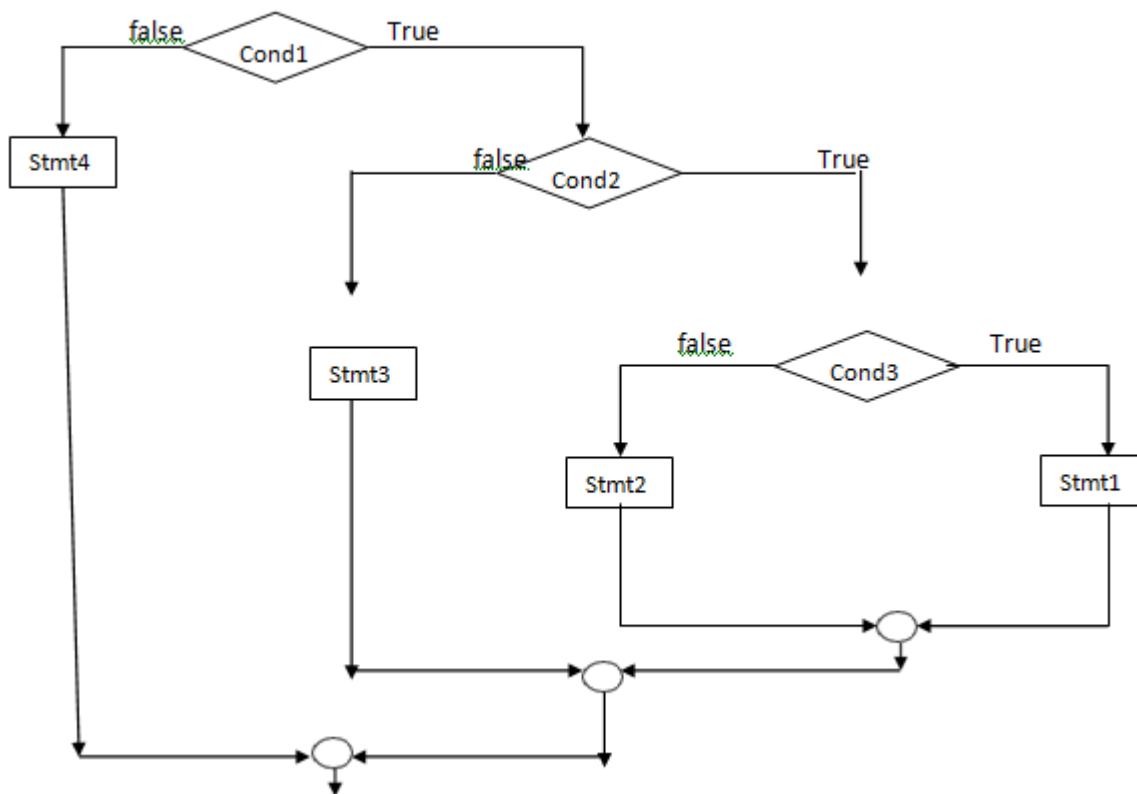 false
True
Cond1
Stmt4
false
True
Cond2
false
True
Stmt3
Cond3
Stmt2
Stmt1